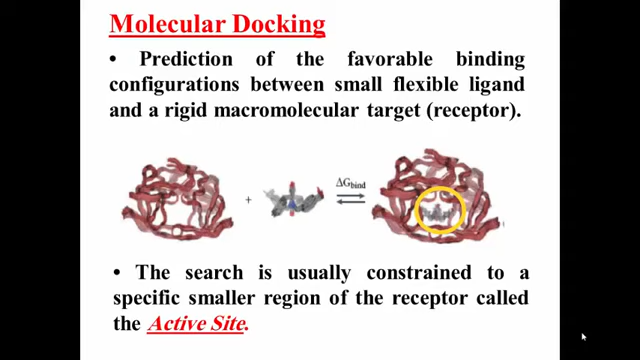 Molecular Docking
• Prediction of the favorable binding
configurations between small flexible ligand
and a rigid macromolecular target (receptor).
+
ΔGbind
• The search is usually constrained to a
specific smaller region of the receptor called
the Active Site.